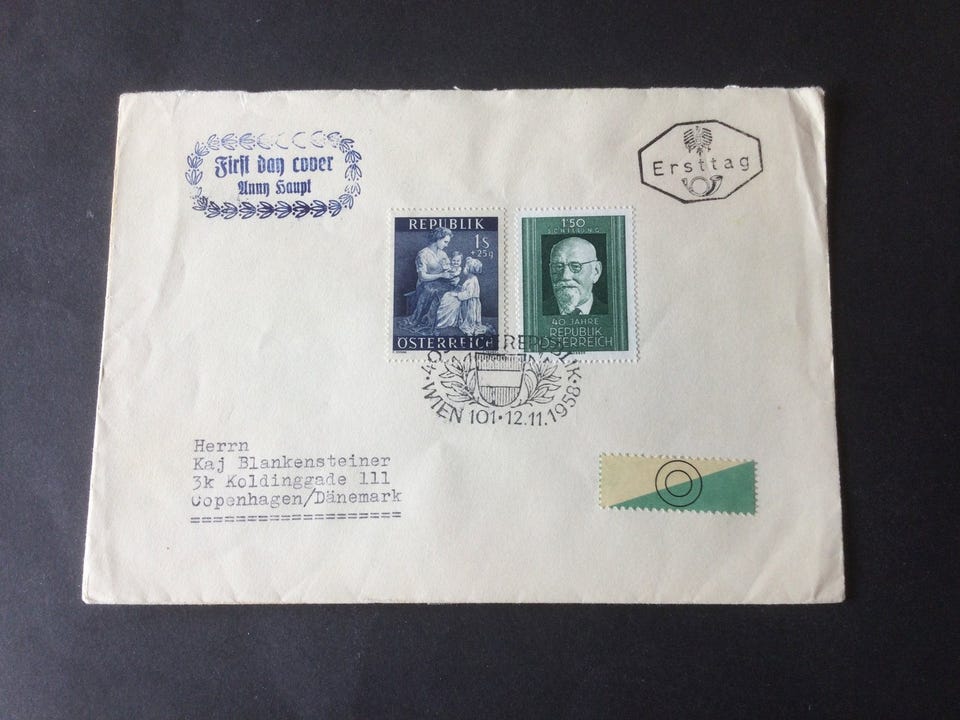 First day cover
Anny Haupt
Ersttag
REPUBLIK
1s
+25g
ÖSTERREICH
1·50
SCHILLING
40 JAHRE
REPUBLIK
ÖSTERREICH
WIEN 101·12.11.1958
Herrn
Kaj Blankensteiner
3k Koldinggade 111
Copenhagen/Dänemark
===================